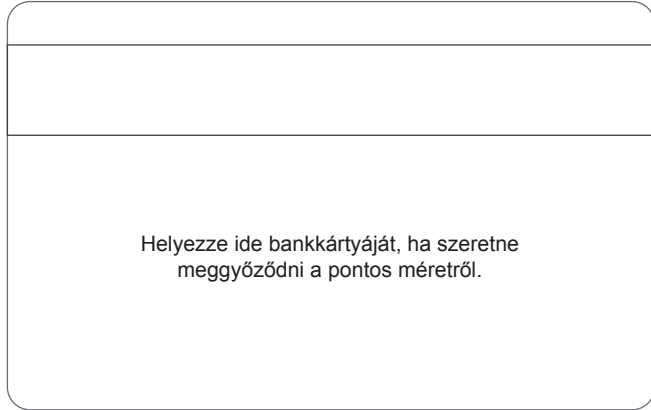 Helyezze ide bankkártyáját, ha szeretne
meggyőződni a pontos méretről.